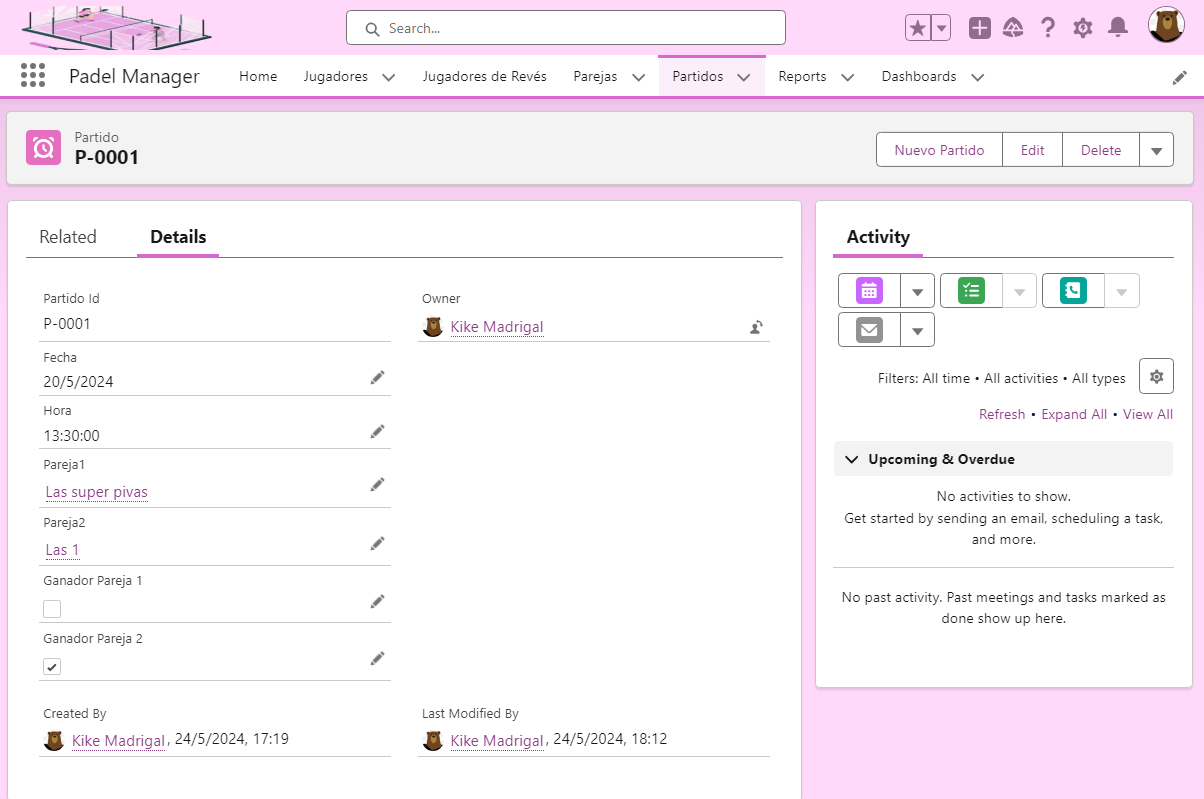 Search...
Padel Manager
Home
Jugadores
Jugadores de Revés
Parejas
Partidos
Reports
Dashboards
Partido
P-0001
Nuevo Partido
Edit
Delete
Related
Details
Partido Id
P-0001
Owner
Kike Madrigal
Fecha
20/5/2024
Hora
13:30:00
Pareja1
Las super pivas
Pareja2
Las 1
Ganador Pareja 1
Ganador Pareja 2
Created By
Kike Madrigal, 24/5/2024, 17:19
Last Modified By
Kike Madrigal, 24/5/2024, 18:12
Activity
Filters: All time • All activities • All types
Refresh • Expand All • View All
Upcoming & Overdue
No activities to show.
Get started by sending an email, scheduling a task,
and more.
No past activity. Past meetings and tasks marked as
done show up here.